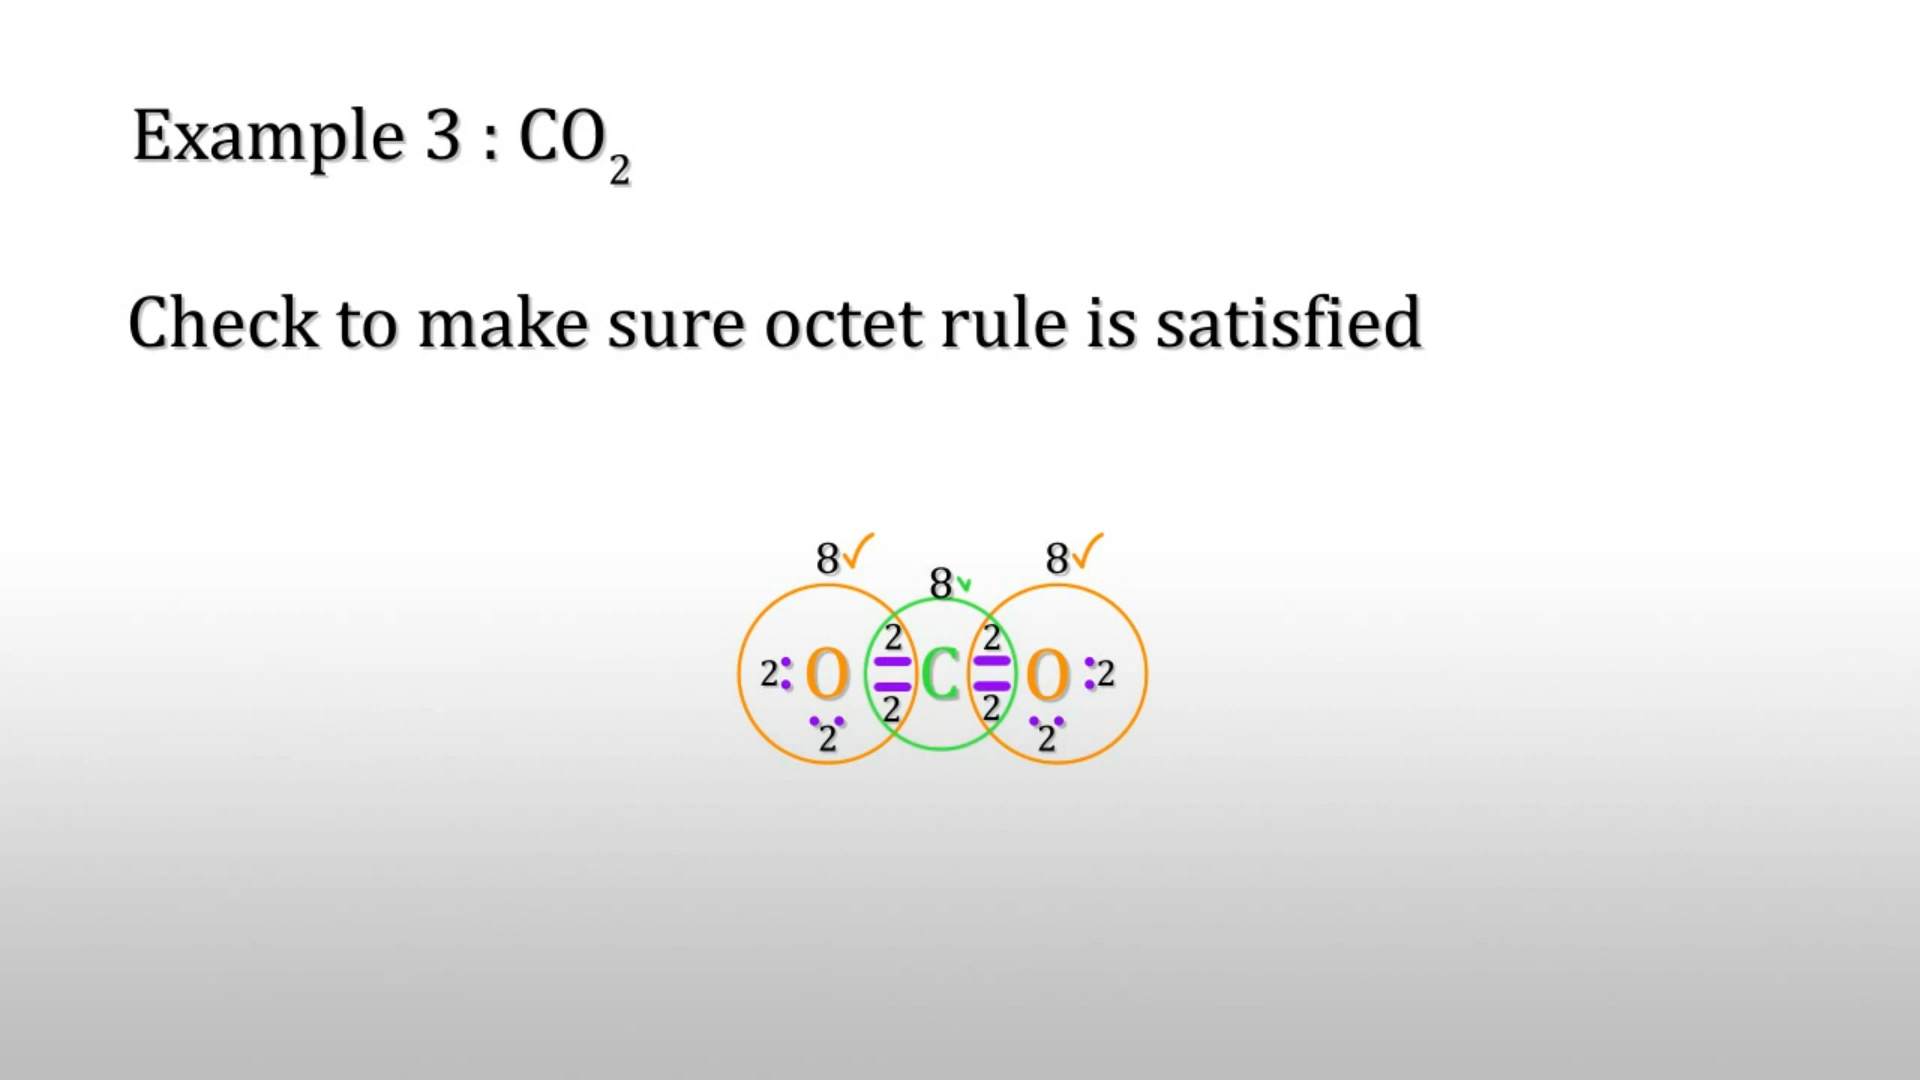 Example 3 : CO₂
Check to make sure octet rule is satisfied
8 8 8
2 2
2 O C O 2
2 2
2 2